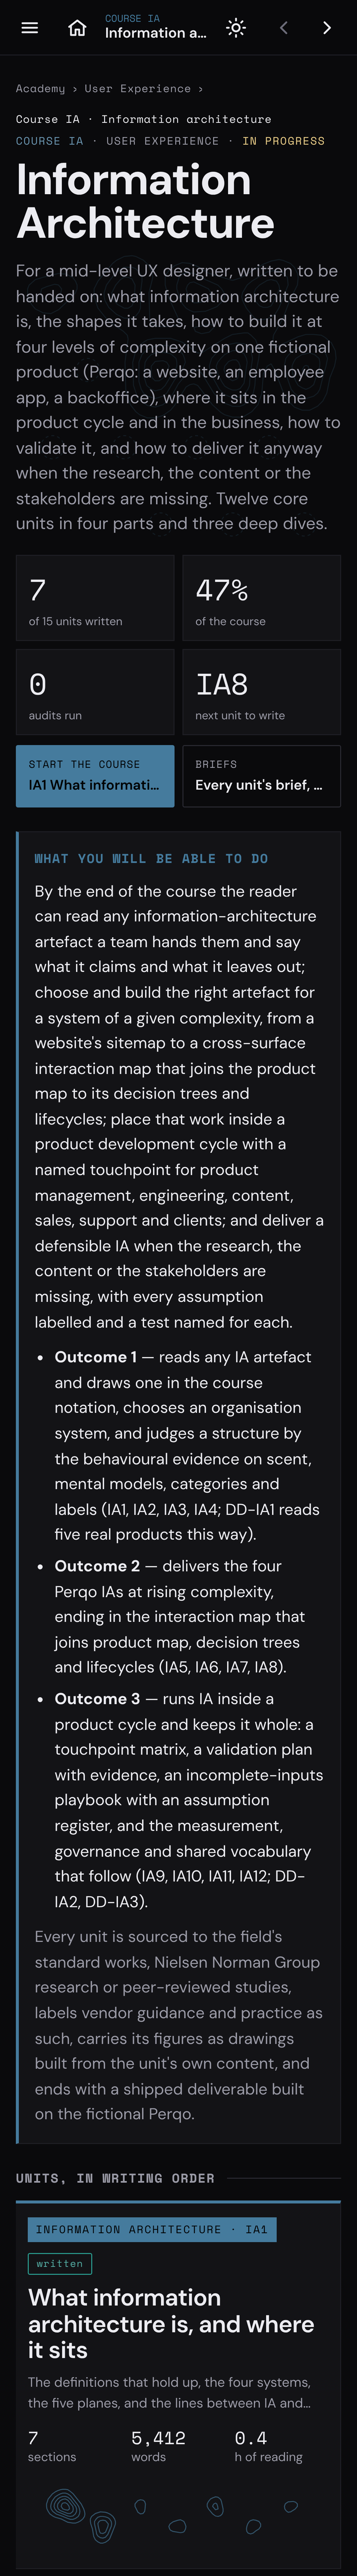 COURSE IA
Information a…
Academy › User Experience ›
Course IA · Information architecture
COURSE IA · USER EXPERIENCE · IN PROGRESS
Information
Architecture
For a mid-level UX designer, written to be
handed on: what information architecture
is, the shapes it takes, how to build it at
four levels of complexity on one fictional
product (Perqo: a website, an employee
app, a backoffice), where it sits in the
product cycle and in the business, how to
validate it, and how to deliver it anyway
when the research, the content or the
stakeholders are missing. Twelve core
units in four parts and three deep dives.
7
of 15 units written
47%
of the course
0
audits run
IA8
next unit to write
START THE COURSE
IA1 What informati…
BRIEFS
Every unit's brief, …
WHAT YOU WILL BE ABLE TO DO
By the end of the course the reader
can read any information-architecture
artefact a team hands them and say
what it claims and what it leaves out;
choose and build the right artefact for
a system of a given complexity, from a
website's sitemap to a cross-surface
interaction map that joins the product
map to its decision trees and
lifecycles; place that work inside a
product development cycle with a
named touchpoint for product
management, engineering, content,
sales, support and clients; and deliver a
defensible IA when the research, the
content or the stakeholders are
missing, with every assumption
labelled and a test named for each.
• Outcome 1 — reads any IA artefact
and draws one in the course
notation, chooses an organisation
system, and judges a structure by
the behavioural evidence on scent,
mental models, categories and
labels (IA1, IA2, IA3, IA4; DD-IA1 reads
five real products this way).
• Outcome 2 — delivers the four
Perqo IAs at rising complexity,
ending in the interaction map that
joins product map, decision trees
and lifecycles (IA5, IA6, IA7, IA8).
• Outcome 3 — runs IA inside a
product cycle and keeps it whole: a
touchpoint matrix, a validation plan
with evidence, an incomplete-inputs
playbook with an assumption
register, and the measurement,
governance and shared vocabulary
that follow (IA9, IA10, IA11, IA12; DD-
IA2, DD-IA3).
Every unit is sourced to the field's
standard works, Nielsen Norman Group
research or peer-reviewed studies,
labels vendor guidance and practice as
such, carries its figures as drawings
built from the unit's own content, and
ends with a shipped deliverable built
on the fictional Perqo.
UNITS, IN WRITING ORDER
INFORMATION ARCHITECTURE · IA1
written
What information
architecture is, and where
it sits
The definitions that hold up, the four systems,
the five planes, and the lines between IA and…
7
sections
5,412
words
0.4
h of reading